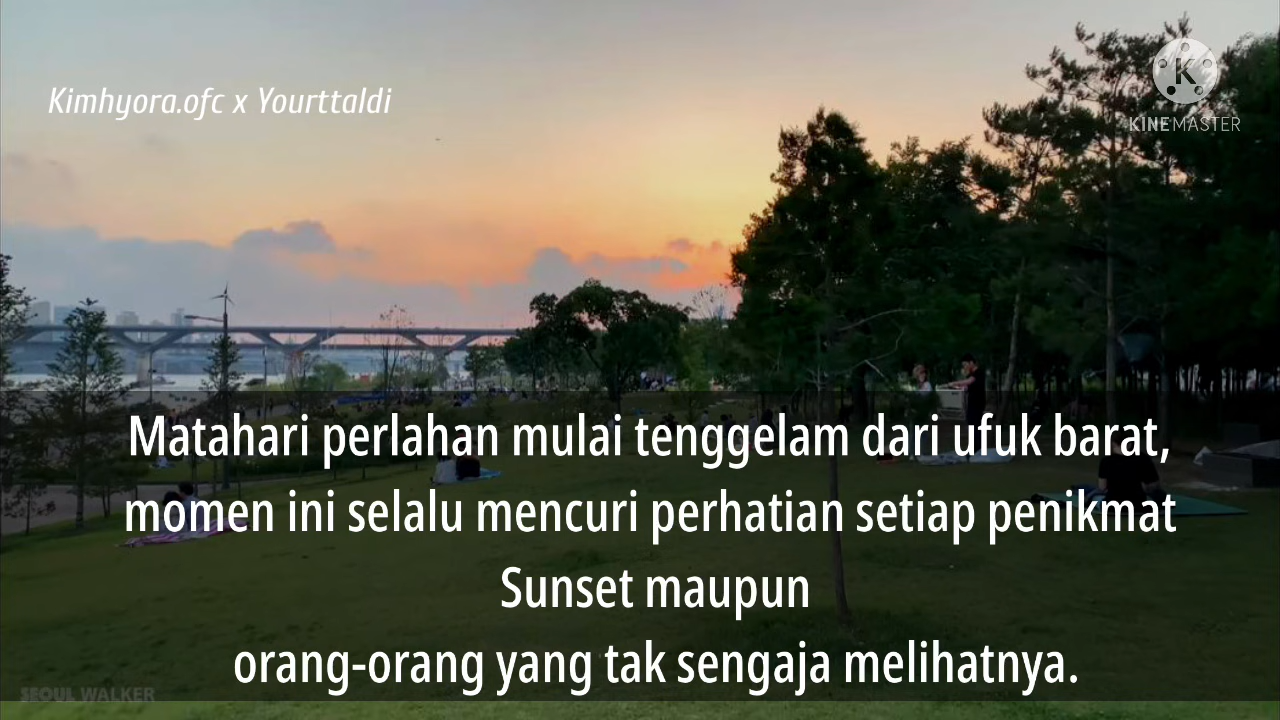 Kimhyora.ofc x Yourttaldi
K
KINEMASTER
Matahari perlahan mulai tenggelam dari ufuk barat,
momen ini selalu mencuri perhatian setiap penikmat
Sunset maupun
orang-orang yang tak sengaja melihatnya.
SEOUL WALKER